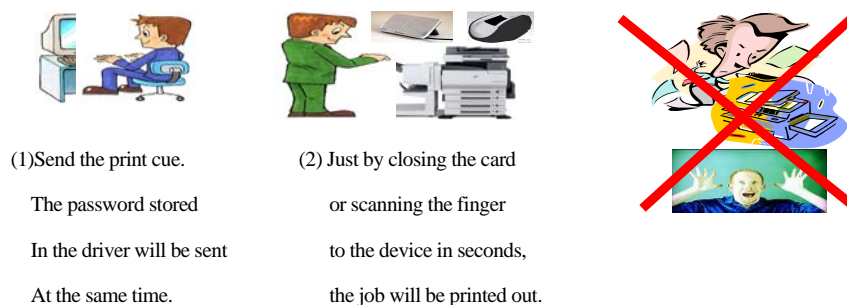 (1)Send the print cue.
The password stored
In the driver will be sent
At the same time.
(2) Just by closing the card
or scanning the finger
to the device in seconds,
the job will be printed out.